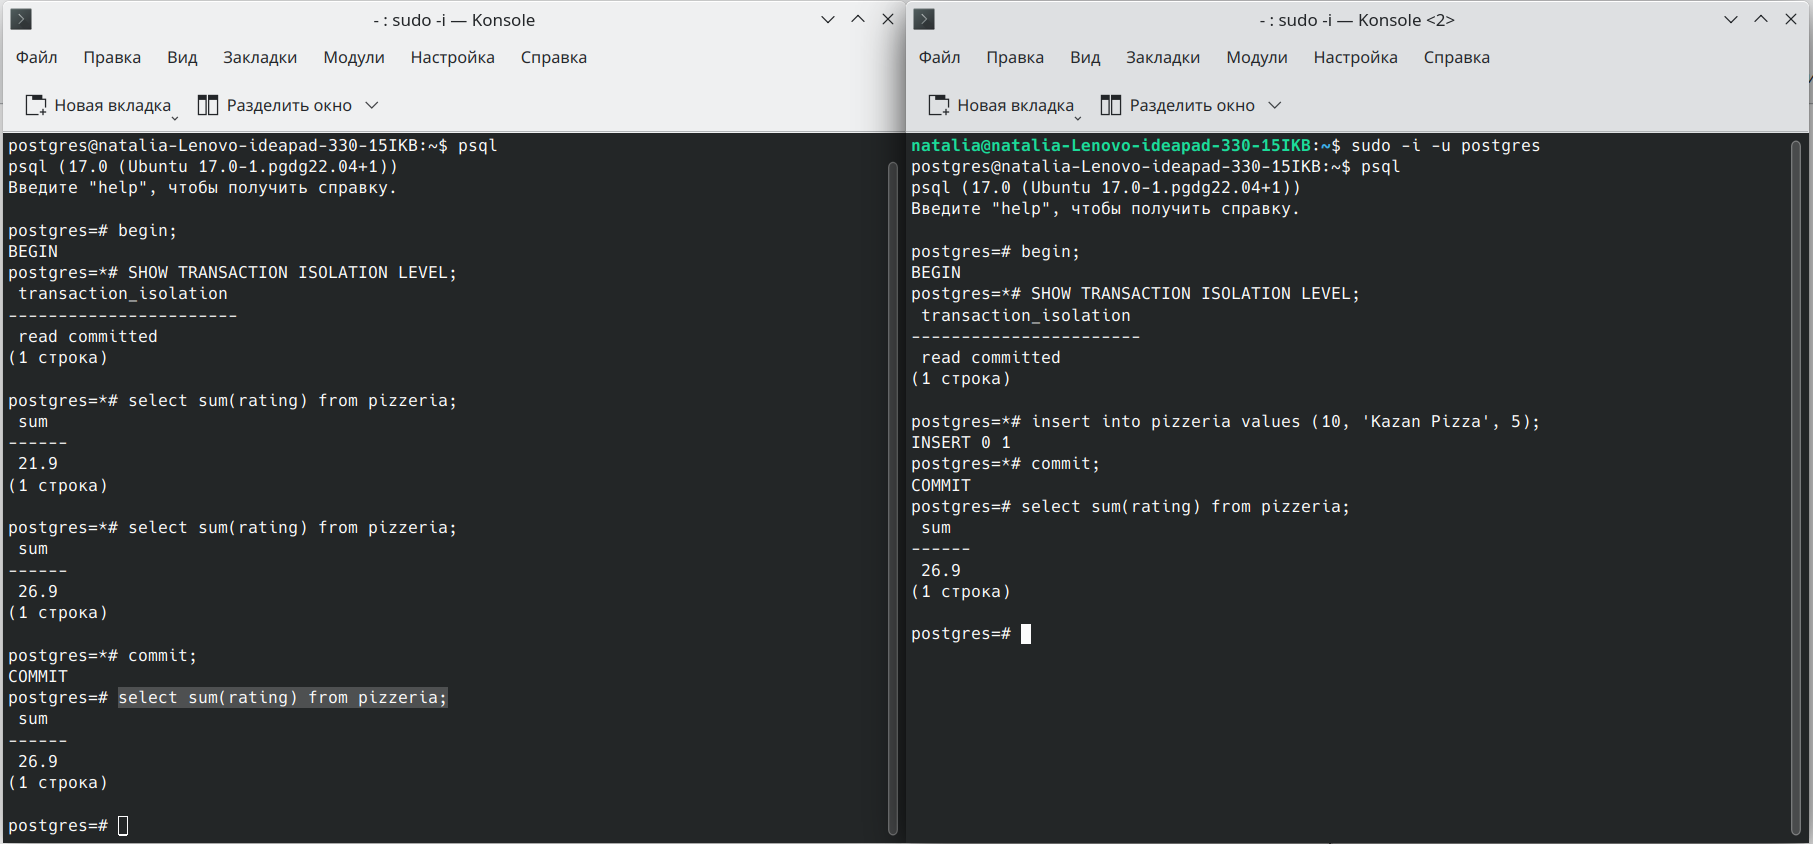 - : sudo -i — Konsole
Файл Правка Вид Закладки Модули Настройка Справка
Новая вкладка Разделить окно
postgres@natalia-Lenovo-ideapad-330-15IKB:~$ psql
psql (17.0 (Ubuntu 17.0-1.pgdg22.04+1))
Введите "help", чтобы получить справку.
postgres=# begin;
BEGIN
postgres=*# SHOW TRANSACTION ISOLATION LEVEL;
transaction_isolation
-----------------------
read committed
(1 строка)
postgres=*# select sum(rating) from pizzeria;
sum
------
21.9
(1 строка)
postgres=*# select sum(rating) from pizzeria;
sum
------
26.9
(1 строка)
postgres=*# commit;
COMMIT
postgres=# select sum(rating) from pizzeria;
sum
------
26.9
(1 строка)
postgres=#
- : sudo -i — Konsole <2>
Файл Правка Вид Закладки Модули Настройка Справка
Новая вкладка Разделить окно
natalia@natalia-Lenovo-ideapad-330-15IKB:~$ sudo -i -u postgres
postgres@natalia-Lenovo-ideapad-330-15IKB:~$ psql
psql (17.0 (Ubuntu 17.0-1.pgdg22.04+1))
Введите "help", чтобы получить справку.
postgres=# begin;
BEGIN
postgres=*# SHOW TRANSACTION ISOLATION LEVEL;
transaction_isolation
-----------------------
read committed
(1 строка)
postgres=*# insert into pizzeria values (10, 'Kazan Pizza', 5);
INSERT 0 1
postgres=*# commit;
COMMIT
postgres=# select sum(rating) from pizzeria;
sum
------
26.9
(1 строка)
postgres=#